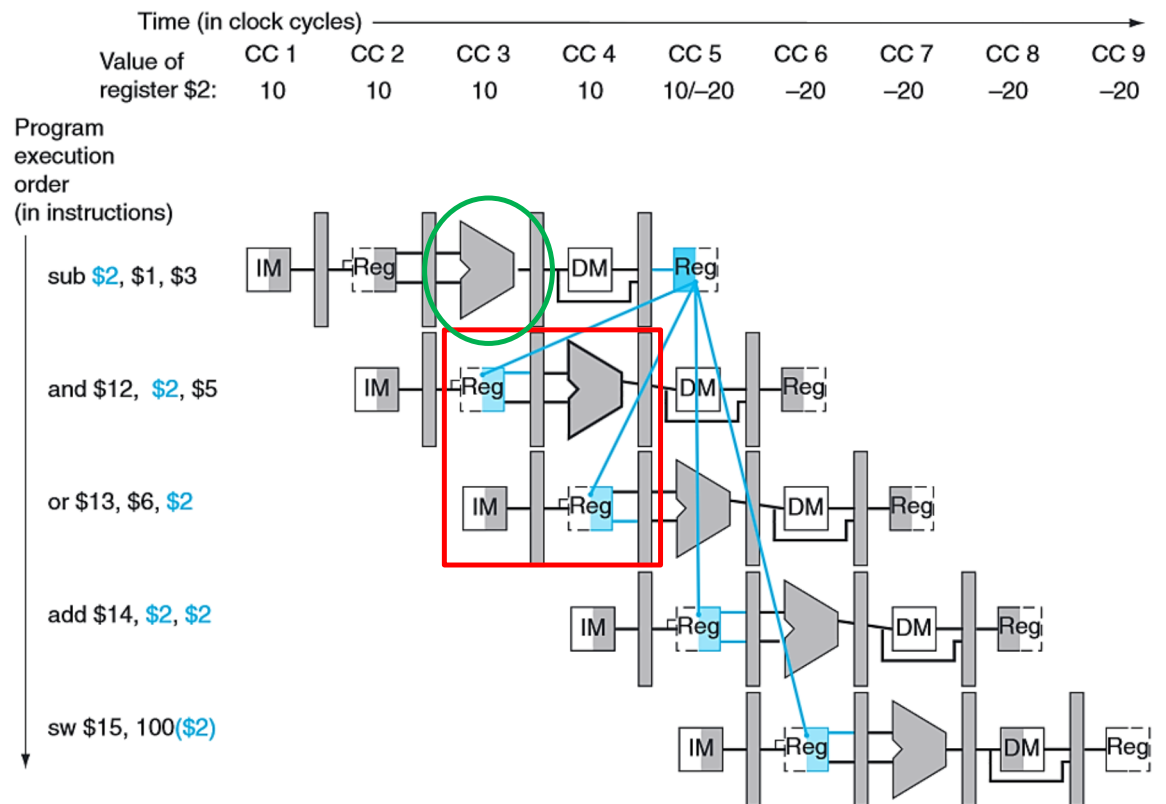 Time (in clock cycles)
CC 1 CC 2 CC 3 CC 4 CC 5 CC 6 CC 7 CC 8 CC 9
Value of
register $2: 10 10 10 10 10/–20 –20 –20 –20 –20
Program
execution
order
(in instructions)
sub $2, $1, $3
IM Reg DM Reg
and $12, $2, $5
IM Reg DM Reg
or $13, $6, $2
IM Reg DM Reg
add $14, $2, $2
IM Reg DM Reg
sw $15, 100($2)
IM Reg DM Reg